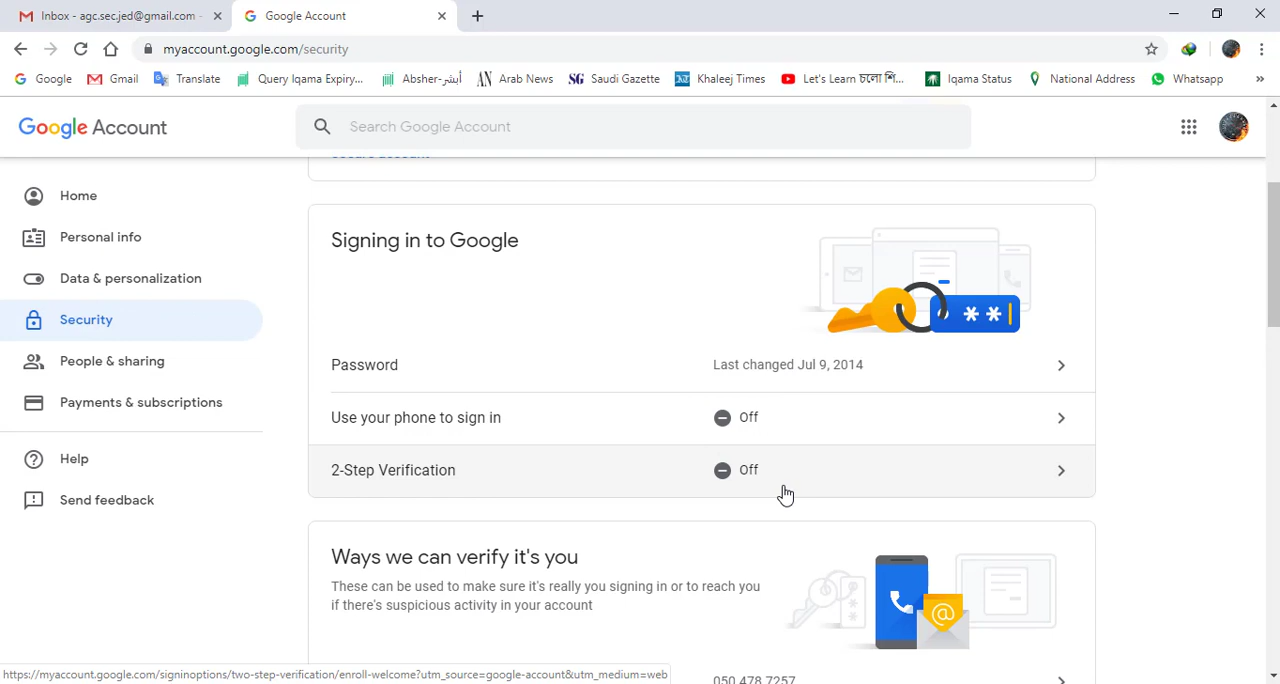 Inbox - agc.sec.jed@gmail.com -
Google Account
myaccount.google.com/security
Google
Gmail
Translate
Query Iqama Expiry...
Absher-أبشر
Arab News
Saudi Gazette
Khaleej Times
Let's Learn চলো শি...
Iqama Status
National Address
Whatsapp
»
Google Account
Search Google Account
Home
Personal info
Data & personalization
Security
People & sharing
Payments & subscriptions
Help
Send feedback
Signing in to Google
Password
Last changed Jul 9, 2014
Use your phone to sign in
Off
2-Step Verification
Off
Ways we can verify it's you
These can be used to make sure it's really you signing in or to reach you
if there's suspicious activity in your account
050 478 7257
https://myaccount.google.com/signinoptions/two-step-verification/enroll-welcome?utm_source=google-account&utm_medium=web